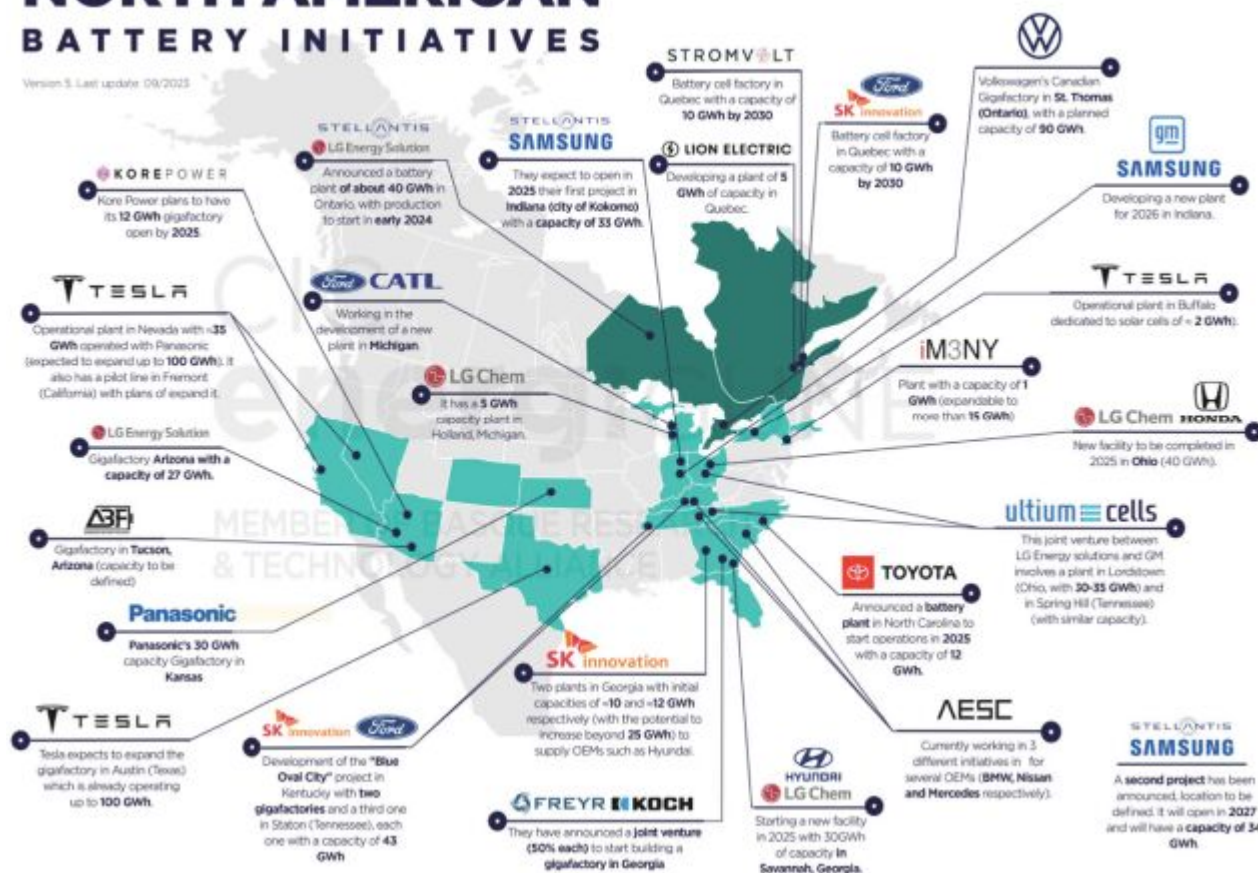 NORTH AMERICAN
BATTERY INITIATIVES
Version 5. Last update: 09/2023
STROMVOLT
Battery cell factory in
Quebec with a capacity of
10 GWh by 2030
Ford
SK innovation
Battery cell factory
in Quebec with a
capacity of 10 GWh
by 2030
Volkswagen's Canadian
Gigafactory in St. Thomas
(Ontario), with a planned
capacity of 90 GWh.
gm
SAMSUNG
Developing a new plant
for 2026 in Indiana.
STELLANTIS
LG Energy Solution
Announced a battery
plant of about 40 GWh in
Ontario, with production
to start in early 2024
STELLANTIS
SAMSUNG
They expect to open in
2025 their first project in
Indiana (city of Kokomo)
with a capacity of 33 GWh.
LION ELECTRIC
Developing a plant of 5
GWh of capacity in
Quebec.
KOREPOWER
Kore Power plans to have
its 12 GWh gigafactory
open by 2025.
TESLA
Operational plant in Nevada with ≈35
GWh operated with Panasonic
(expected to expand up to 100 GWh). It
also has a pilot line in Fremont
(California) with plans of expand it.
Ford CATL
Working in the
development of a new
plant in Michigan
TESLA
Operational plant in Buffalo
dedicated to solar cells of ≈ 2 GWh).
LG Chem
It has a 5 GWh
capacity plant in
Holland, Michigan.
iM3NY
Plant with a capacity of 1
GWh (expandable to
more than 15 GWh)
LG Chem HONDA
New facility to be completed in
2025 in Ohio (40 GWh).
LG Energy Solution
Gigafactory Arizona with a
capacity of 27 GWh.
ABF
Gigafactory in Tucson,
Arizona (capacity to be
defined)
ultium cells
This joint venture between
LG Energy solutions and GM
involves a plant in Lordstown
(Ohio, with 30-35 GWh) and
in Spring Hill (Tennessee)
(with similar capacity).
Panasonic
Panasonic's 30 GWh
capacity Gigafactory in
Kansas
TOYOTA
Announced a battery
plant in North Carolina to
start operations in 2025
with a capacity of 12
GWh.
SK innovation
Two plants in Georgia with initial
capacities of ≈10 and ≈12 GWh
respectively (with the potential to
increase beyond 25 GWh) to
supply OEMs such as Hyundai.
TESLA
Tesla expects to expand the
gigafactory in Austin (Texas)
which is already operating
up to 100 GWh.
SK innovation Ford
Development of the "Blue
Oval City" project in
Kentucky with two
gigafactories and a third one
in Staton (Tennessee), each
one with a capacity of 43
GWh
AESC
Currently working in 3
different initiatives in for
several OEMs (BMW, Nissan
and Mercedes respectively).
STELLANTIS
SAMSUNG
A second project has been
announced, location to be
defined. It will open in 2027
and will have a capacity of 34
GWh.
FREYR KOCH
They have announced a joint venture
(50% each) to start building a
gigafactory in Georgia
HYUNDAI
LG Chem
Starting a new facility
in 2025 with 30GWh
of capacity in
Savannah, Georgia.
CIC
energiGUNE
MEMBER OF BASQUE RESEARCH
& TECHNOLOGY ALLIANCE